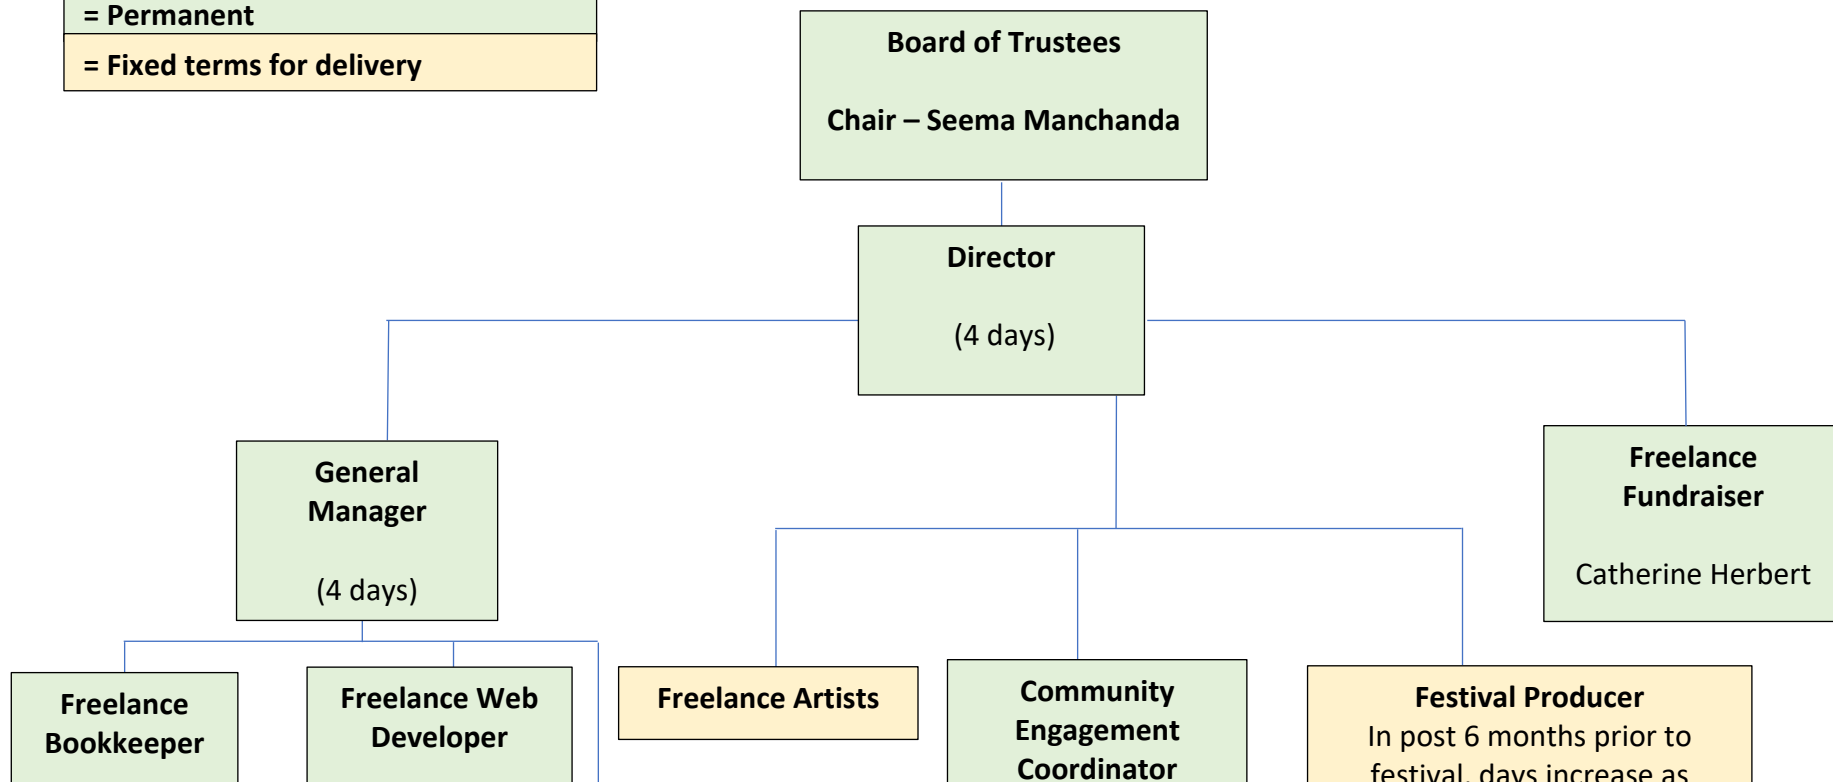 = Permanent
= Fixed terms for delivery
Board of Trustees
Chair – Seema Manchanda
Director
(4 days)
General
Manager
(4 days)
Freelance
Fundraiser
Catherine Herbert
Freelance
Bookkeeper
Freelance Web
Developer
Freelance Artists
Community
Engagement
Coordinator
Festival Producer
In post 6 months prior to
festival, days increase as